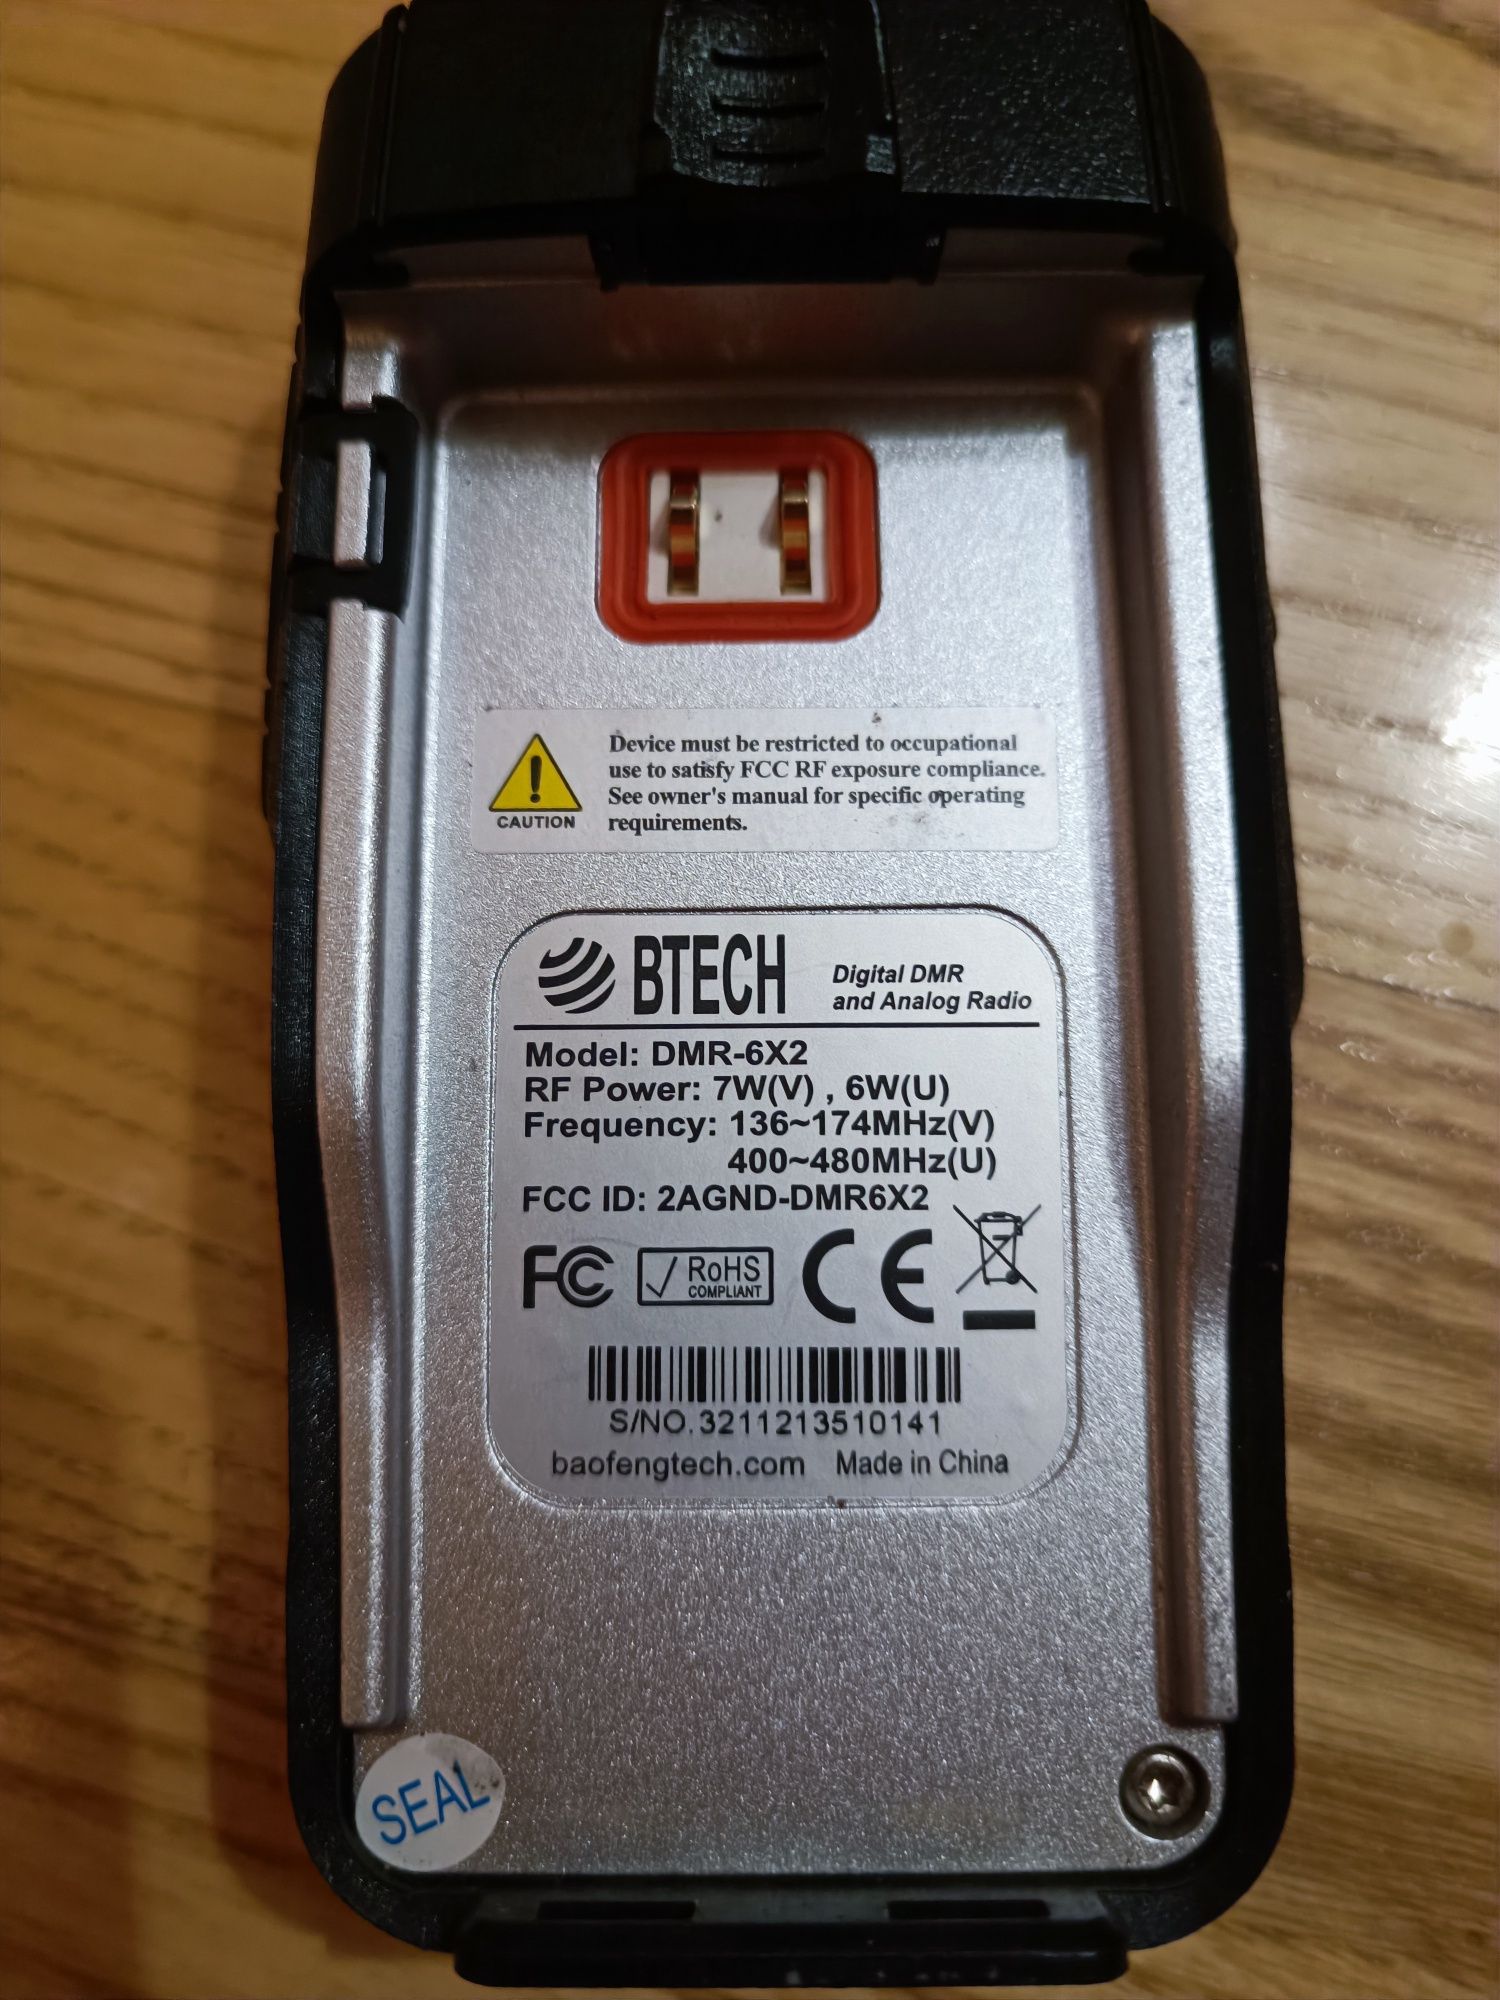 Device must be restricted to occupational
use to satisfy FCC RF exposure compliance.
See owner's manual for specific operating
requirements.
CAUTION
BTECH
Digital DMR
and Analog Radio
Model: DMR-6X2
RF Power: 7W(V) , 6W(U)
Frequency: 136~174MHz(V)
400~480MHz(U)
FCC ID: 2AGND-DMR6X2
FC RoHS COMPLIANT CE
S/NO.3211213510141
baofengtech.com Made in China
SEAL